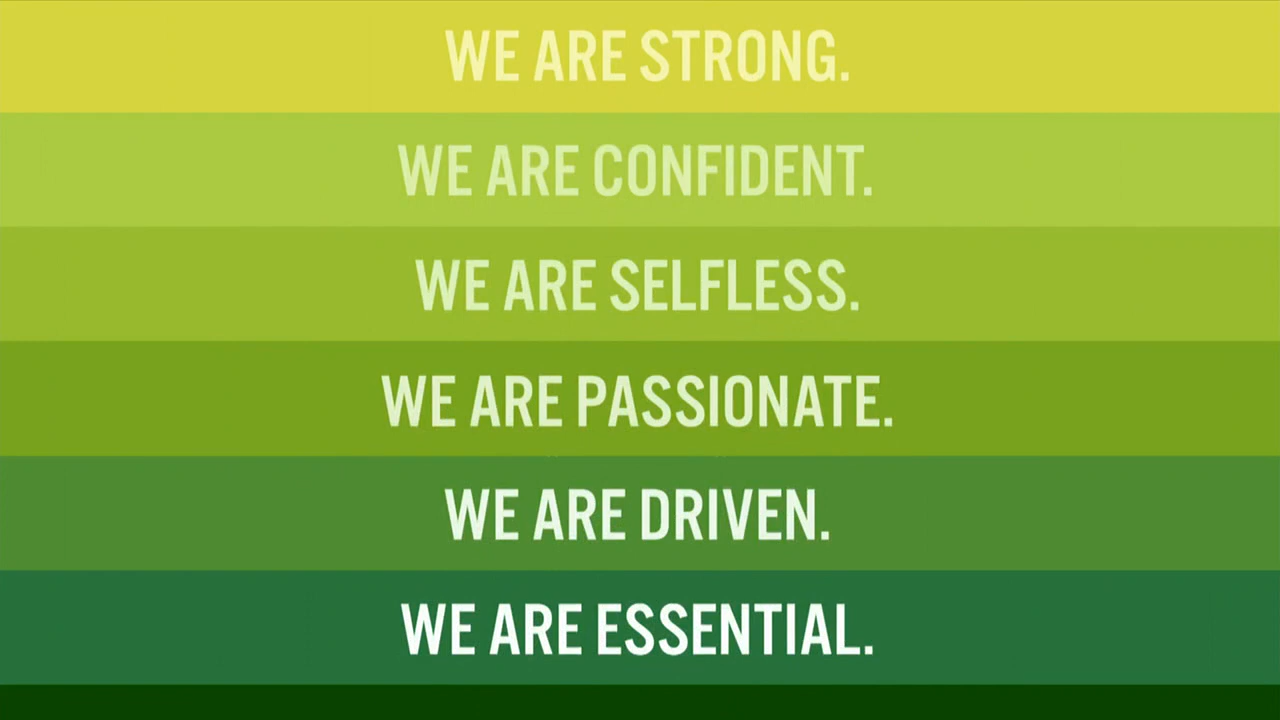 WE ARE STRONG.
WE ARE CONFIDENT.
WE ARE SELFLESS.
WE ARE PASSIONATE.
WE ARE DRIVEN.
WE ARE ESSENTIAL.